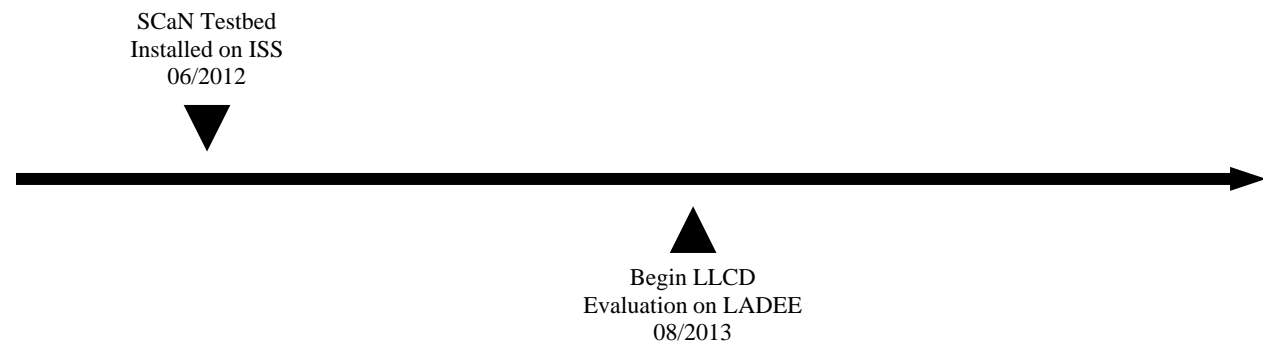 SCaN Testbed
Installed on ISS
06/2012
Begin LLCD
Evaluation on LADEE
08/2013